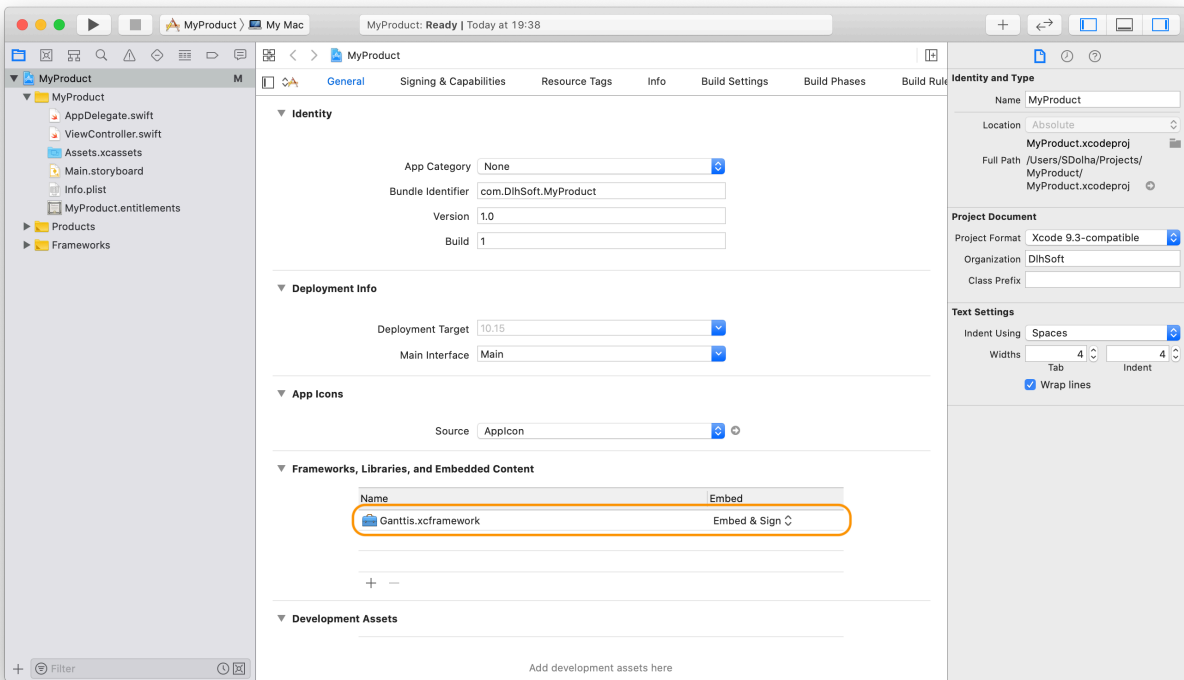 MyProduct 〉 My Mac
MyProduct: Ready | Today at 19:38
MyProduct M
MyProduct
AppDelegate.swift
ViewController.swift
Assets.xcassets
Main.storyboard
Info.plist
MyProduct.entitlements
Products
Frameworks
Filter
MyProduct
General Signing & Capabilities Resource Tags Info Build Settings Build Phases Build Rule
Identity
App Category None
Bundle Identifier com.DlhSoft.MyProduct
Version 1.0
Build 1
Deployment Info
Deployment Target 10.15
Main Interface Main
App Icons
Source AppIcon
Frameworks, Libraries, and Embedded Content
Name Embed
Ganttis.xcframework Embed & Sign
Development Assets
Add development assets here
Identity and Type
Name MyProduct
Location Absolute
MyProduct.xcodeproj
Full Path /Users/SDolha/Projects/
MyProduct/
MyProduct.xcodeproj
Project Document
Project Format Xcode 9.3-compatible
Organization DlhSoft
Class Prefix
Text Settings
Indent Using Spaces
Widths 4 4
Tab Indent
Wrap lines